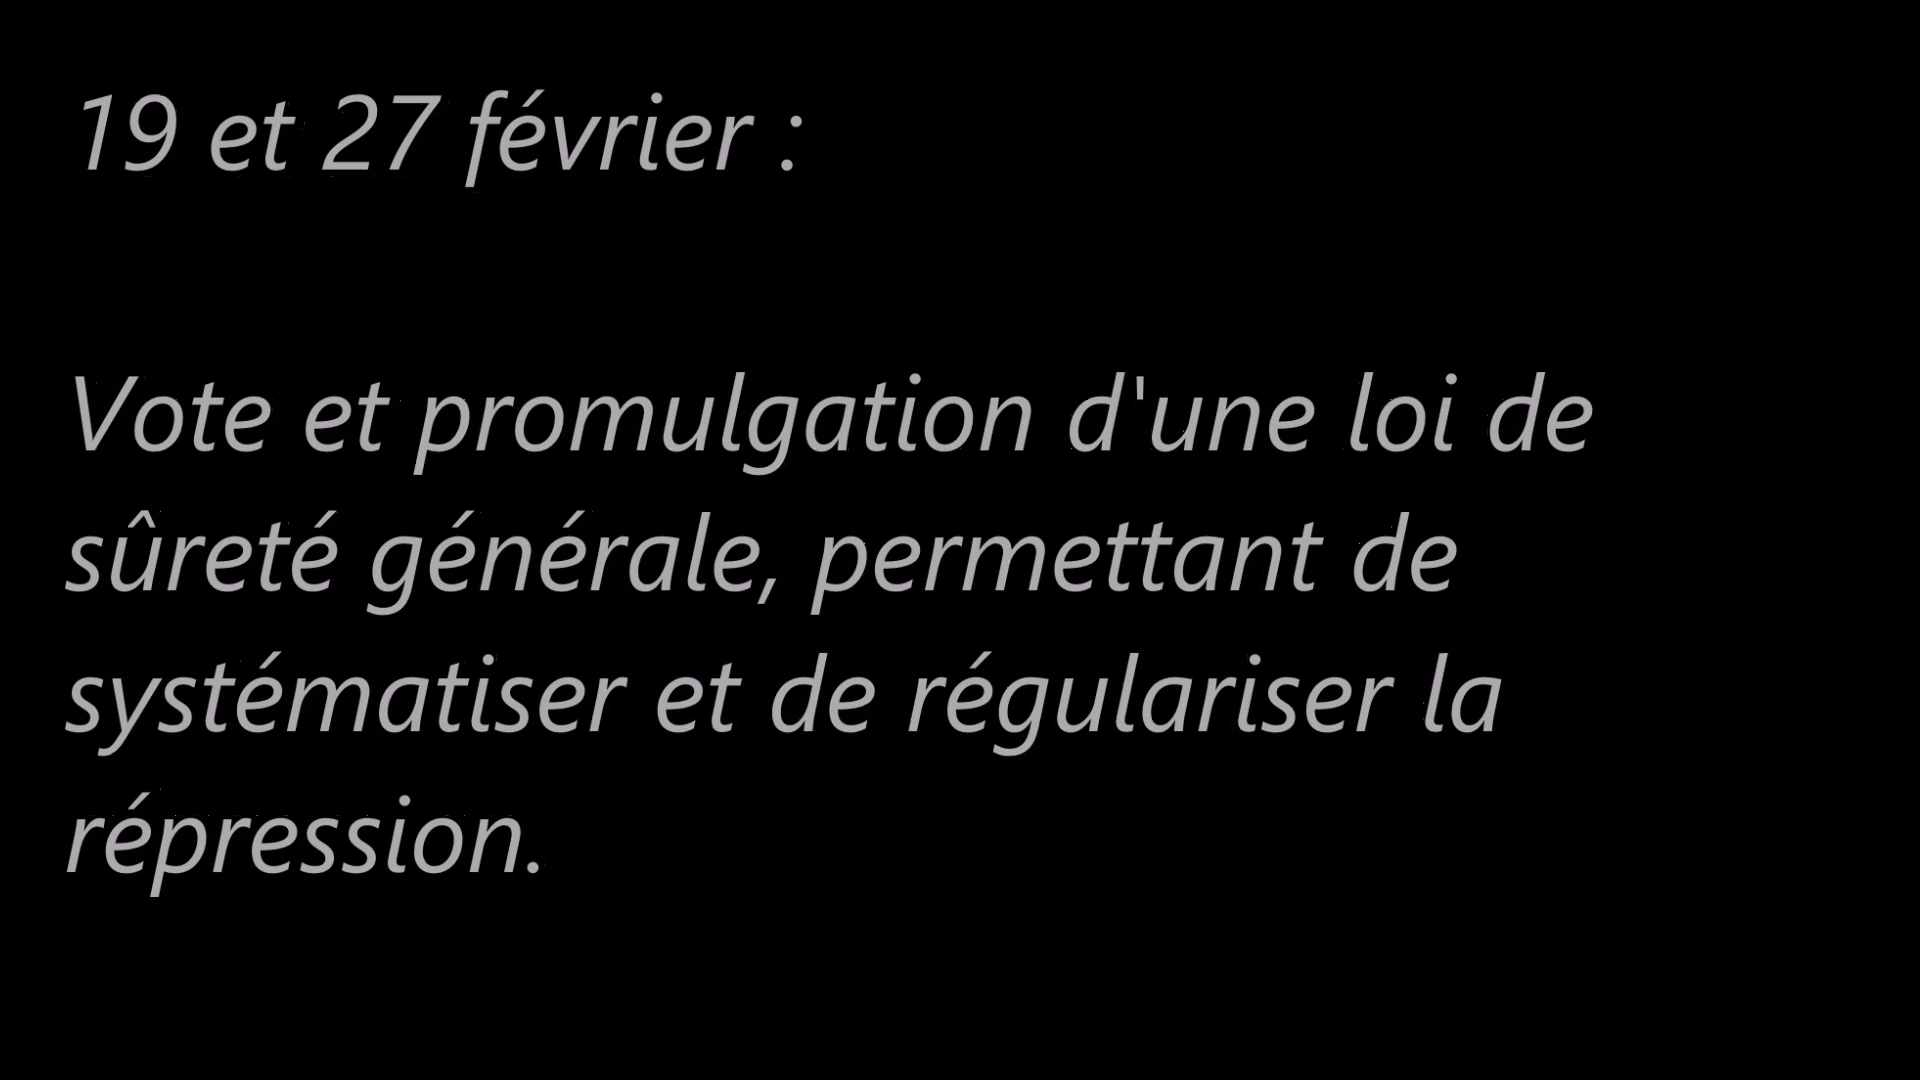 19 et 27 février :
Vote et promulgation d'une loi de
sûreté générale, permettant de
systématiser et de régulariser la
répression.